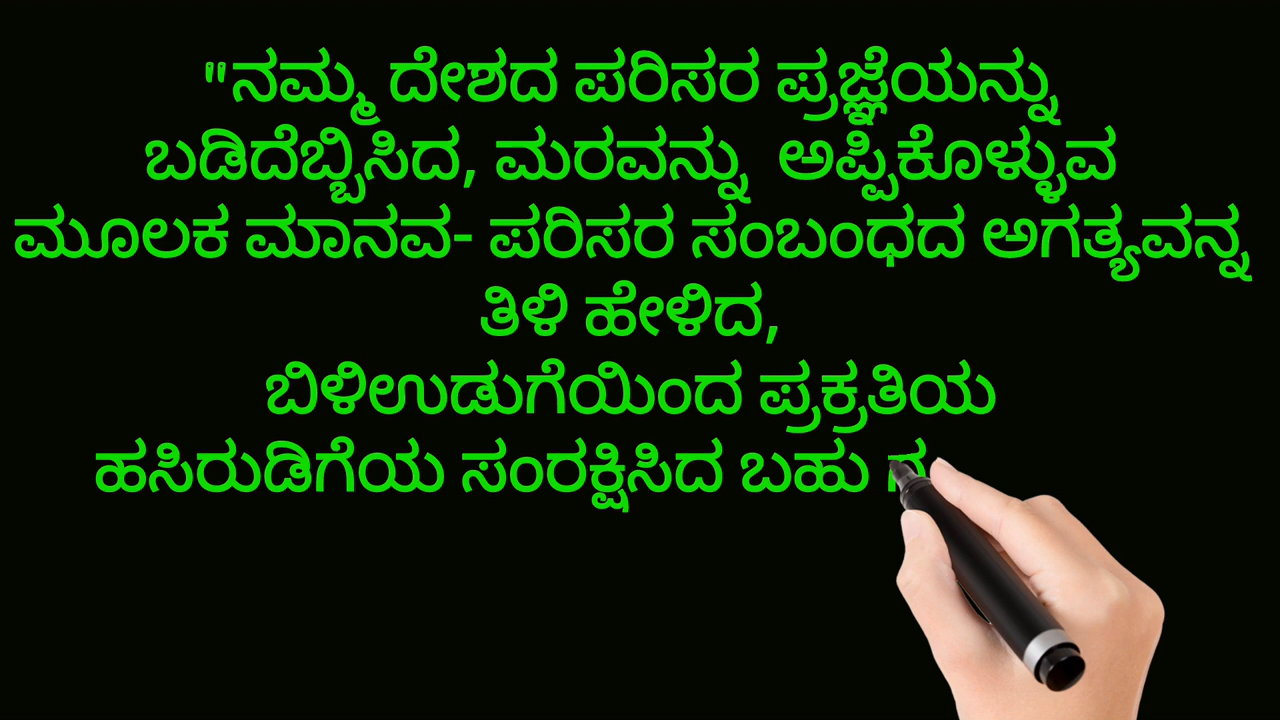 "ನಮ್ಮ ದೇಶದ ಪರಿಸರ ಪ್ರಜ್ಞೆಯನ್ನು
ಬಡಿದೆಬ್ಬಿಸಿದ, ಮರವನ್ನು ಅಪ್ಪಿಕೊಳ್ಳುವ
ಮೂಲಕ ಮಾನವ- ಪರಿಸರ ಸಂಬಂಧದ ಅಗತ್ಯವನ್ನ
ತಿಳಿ ಹೇಳಿದ,
ಬಿಳಿಉಡುಗೆಯಿಂದ ಪ್ರಕ್ರತಿಯ
ಹಸಿರುಡಿಗೆಯ ಸಂರಕ್ಷಿಸಿದ ಬಹು